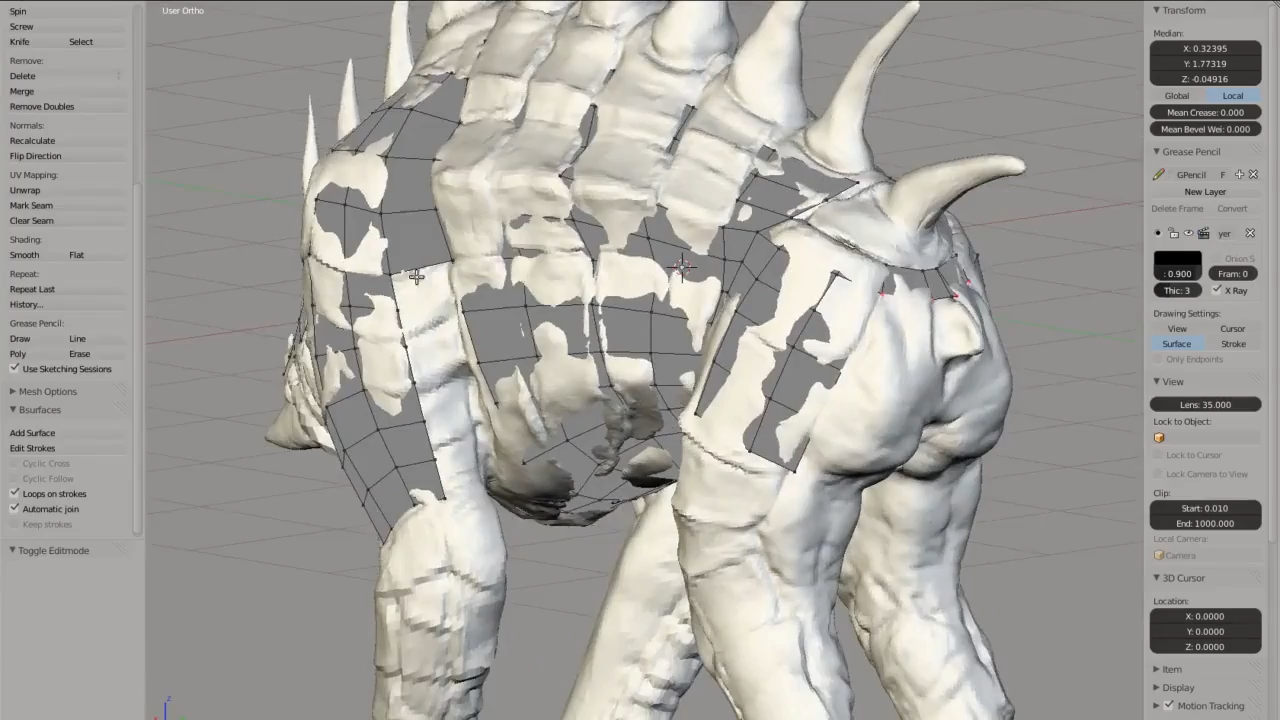 Spin
Screw
Knife Select
Remove:
Delete
Merge
Remove Doubles
Normals:
Recalculate
Flip Direction
UV Mapping:
Unwrap
Mark Seam
Clear Seam
Shading:
Smooth Flat
Repeat:
Repeat Last
History...
Grease Pencil:
Draw Line
Poly Erase
Use Sketching Sessions
Mesh Options
Bsurfaces
Add Surface
Edit Strokes
Cyclic Cross
Cyclic Follow
Loops on strokes
Automatic join
Keep strokes
Toggle Editmode
User Ortho
z
Transform
Median:
X: 0.32395
Y: 1.77319
Z: -0.04916
Global Local
Mean Crease: 0.000
Mean Bevel Wei: 0.000
Grease Pencil
GPencil F
New Layer
Delete Frame Convert
yer
Onion S
: 0.900 Fram: 0
Thic: 3 X Ray
Drawing Settings:
View Cursor
Surface Stroke
Only Endpoints
View
Lens: 35.000
Lock to Object:
Lock to Cursor
Lock Camera to View
Clip:
Start: 0.010
End: 1000.000
Local Camera:
Camera
3D Cursor
Location:
X: 0.0000
Y: 0.0000
Z: 0.0000
Item
Display
Motion Tracking